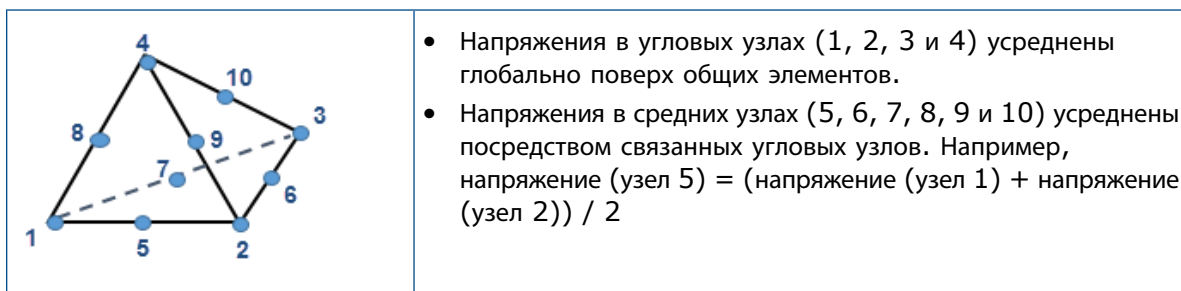 4
10
3
8
9
7
6
1
5
2
• Напряжения в угловых узлах (1, 2, 3 и 4) усреднены
глобально поверх общих элементов.
• Напряжения в средних узлах (5, 6, 7, 8, 9 и 10) усреднены
посредством связанных угловых узлов. Например,
напряжение (узел 5) = (напряжение (узел 1) + напряжение
(узел 2)) / 2